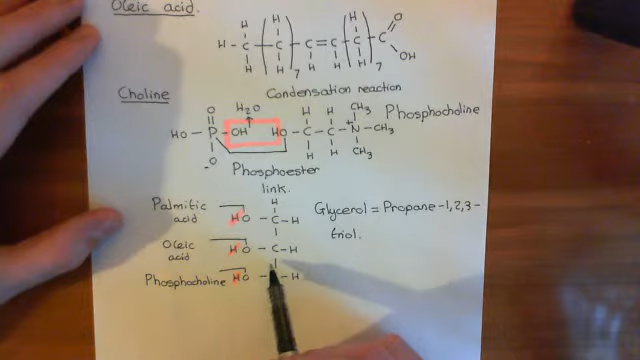 Oleic acid.
H H H
H - C - C - C = C - C - C O
H H 7 H H H 7 OH
Condensation reaction
Choline
O H2O H H CH3 Phosphocholine
HO - P - OH HO - C - C - N+ - CH3
-O H H CH3
Phosphoester
link.
H
Palmitic HO - C - H Glycerol = Propane-1,2,3-
acid triol.
Oleic HO - C - H
acid
Phosphocholine HO - - H